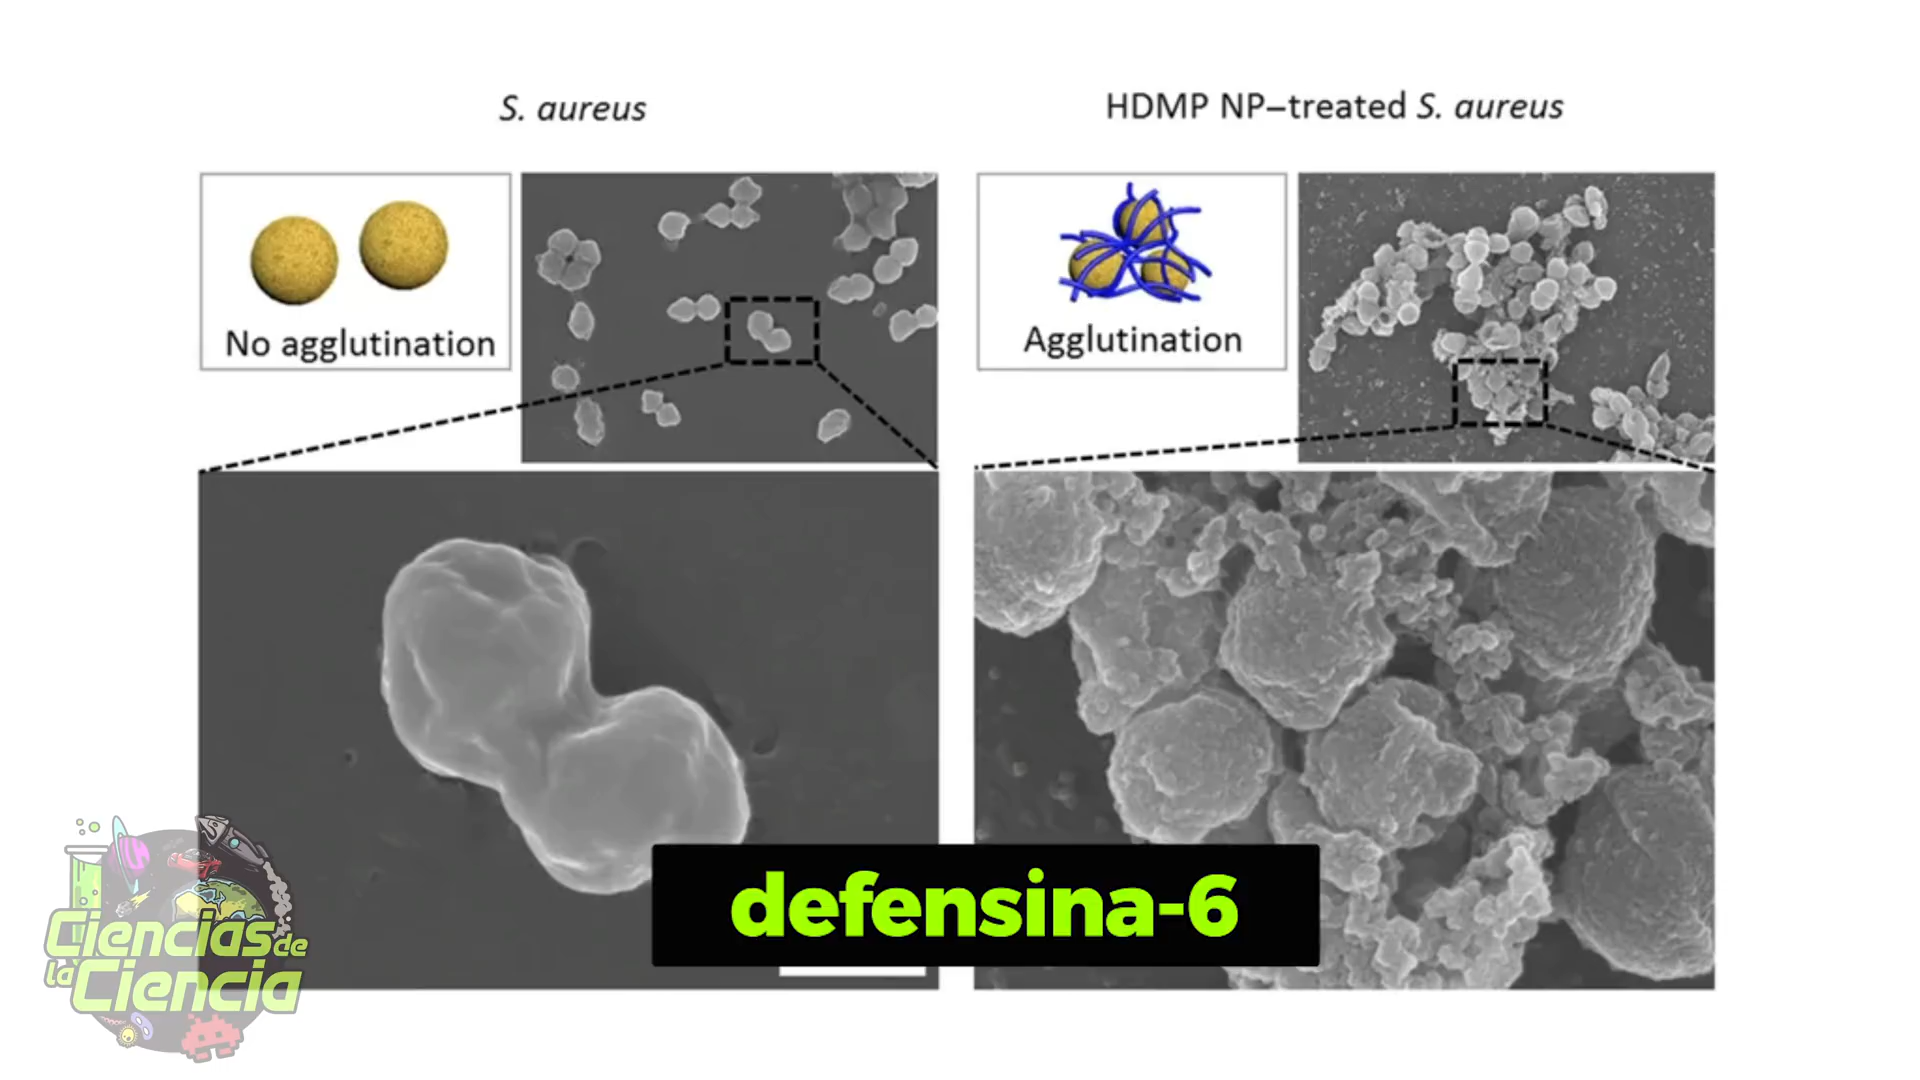 S. aureus
HDMP NP–treated S. aureus
No agglutination
Agglutination
defensina-6
Ciencias de
la Ciencia